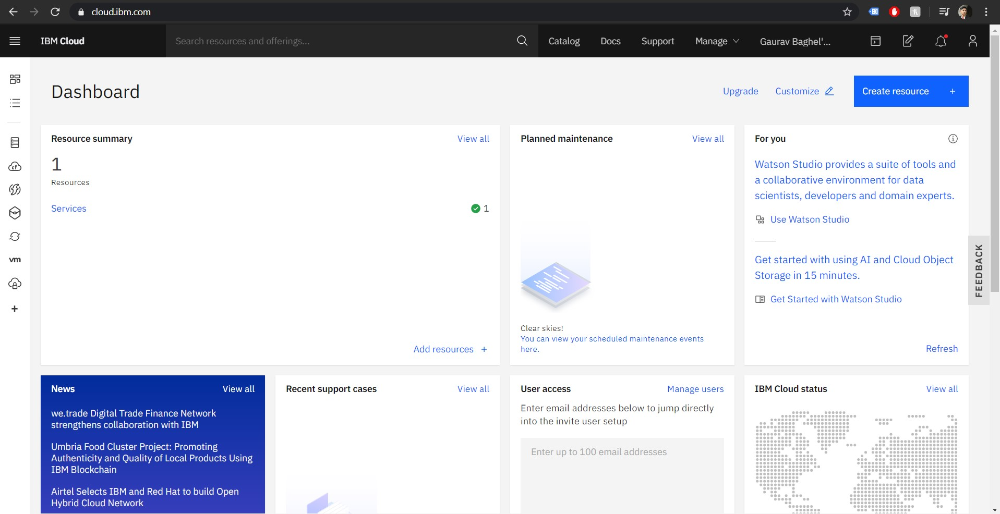 cloud.ibm.com
IBM Cloud
Search resources and offerings...
Catalog
Docs
Support
Manage
Gaurav Baghel'...
Dashboard
Upgrade
Customize
Create resource +
cf
vm
+
Resource summary
View all
1
Resources
Services
1
Add resources +
Planned maintenance
View all
Clear skies!
You can view your scheduled maintenance events
here.
For you
Watson Studio provides a suite of tools and
a collaborative environment for data
scientists, developers and domain experts.
Use Watson Studio
Get started with using AI and Cloud Object
Storage in 15 minutes.
Get Started with Watson Studio
Refresh
FEEDBACK
News
View all
we.trade Digital Trade Finance Network
strengthens collaboration with IBM
Umbria Food Cluster Project: Promoting
Authenticity and Quality of Local Products Using
IBM Blockchain
Airtel Selects IBM and Red Hat to build Open
Hybrid Cloud Network
Recent support cases
View all
User access
Manage users
Enter email addresses below to jump directly
into the invite user setup
Enter up to 100 email addresses
IBM Cloud status
View all